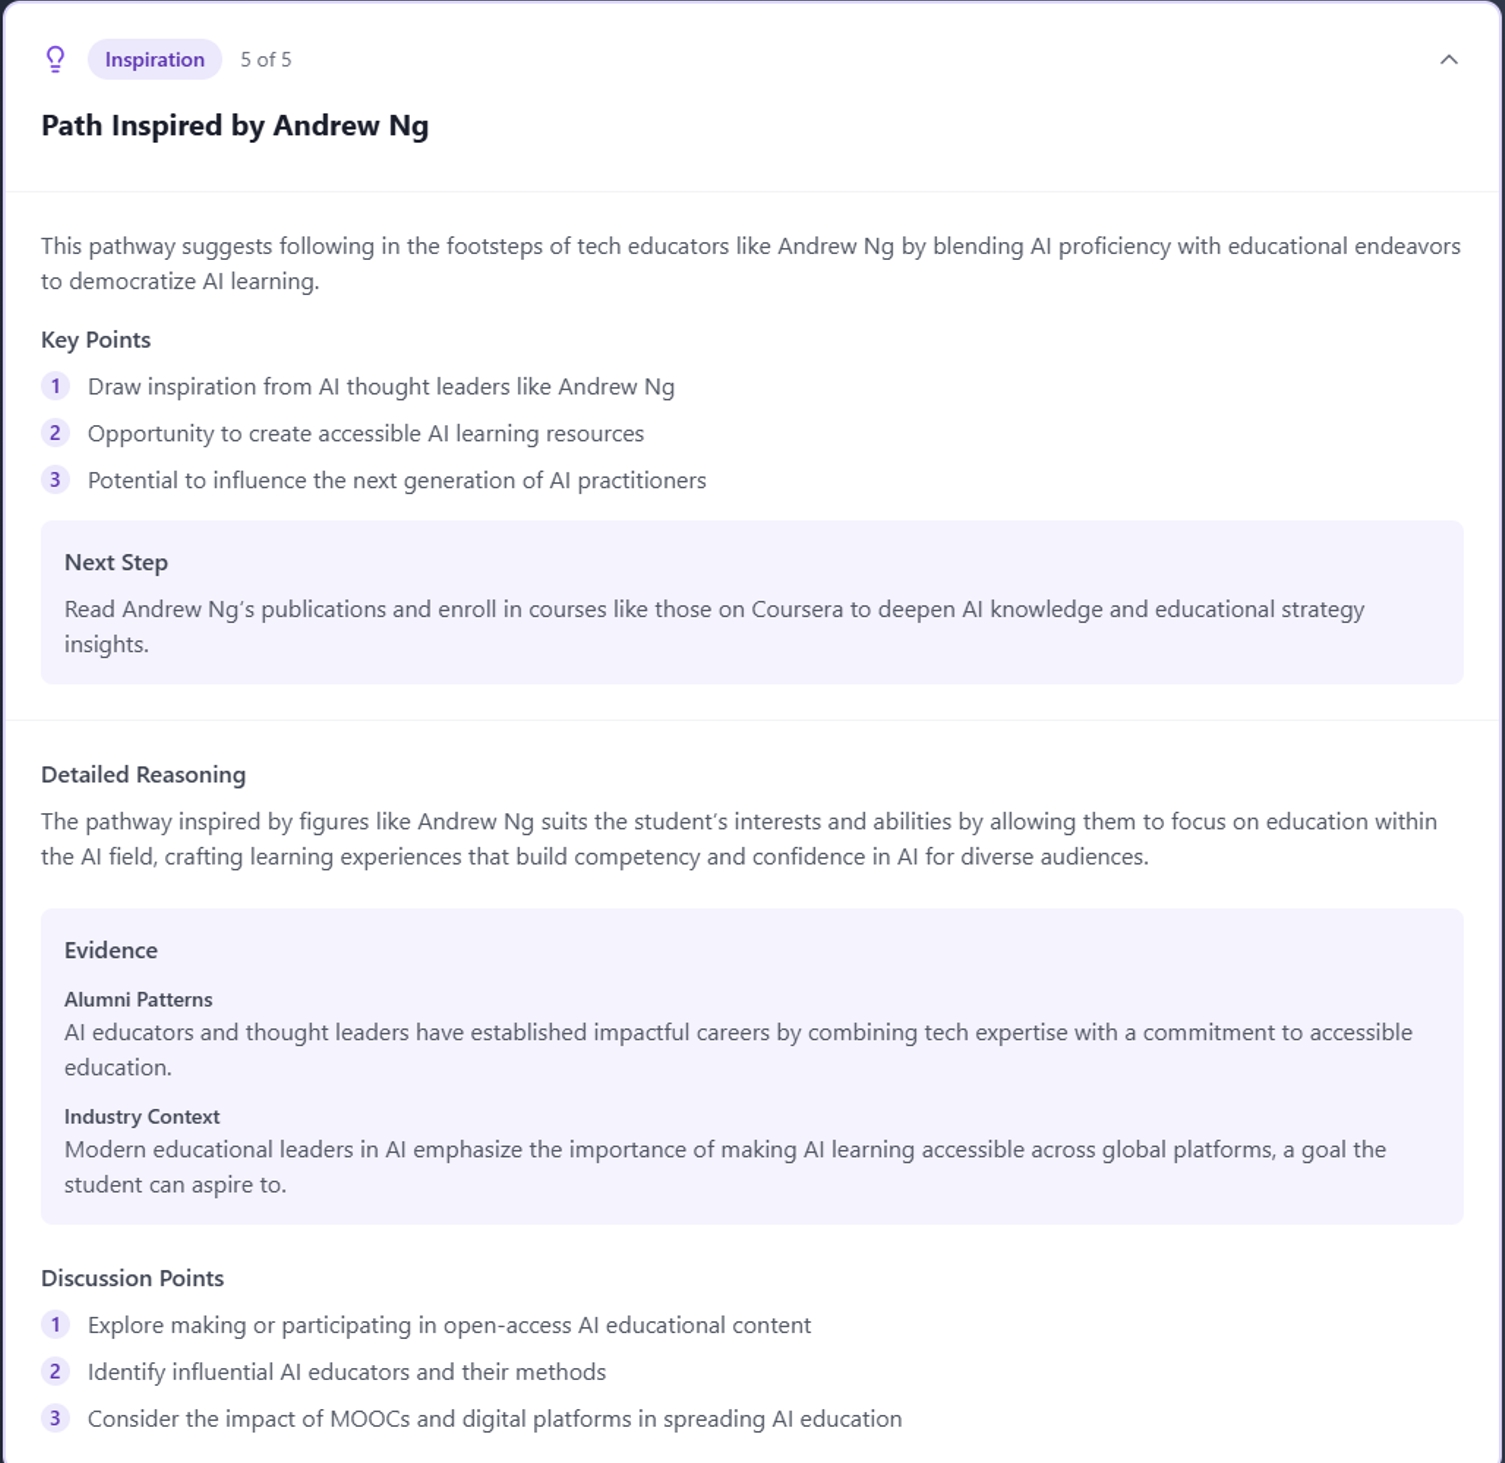 Inspiration 5 of 5
Path Inspired by Andrew Ng
This pathway suggests following in the footsteps of tech educators like Andrew Ng by blending AI proficiency with educational endeavors
to democratize AI learning.
Key Points
1 Draw inspiration from AI thought leaders like Andrew Ng
2 Opportunity to create accessible AI learning resources
3 Potential to influence the next generation of AI practitioners
Next Step
Read Andrew Ng's publications and enroll in courses like those on Coursera to deepen AI knowledge and educational strategy
insights.
Detailed Reasoning
The pathway inspired by figures like Andrew Ng suits the student's interests and abilities by allowing them to focus on education within
the AI field, crafting learning experiences that build competency and confidence in AI for diverse audiences.
Evidence
Alumni Patterns
AI educators and thought leaders have established impactful careers by combining tech expertise with a commitment to accessible
education.
Industry Context
Modern educational leaders in AI emphasize the importance of making AI learning accessible across global platforms, a goal the
student can aspire to.
Discussion Points
1 Explore making or participating in open-access AI educational content
2 Identify influential AI educators and their methods
3 Consider the impact of MOOCs and digital platforms in spreading AI education